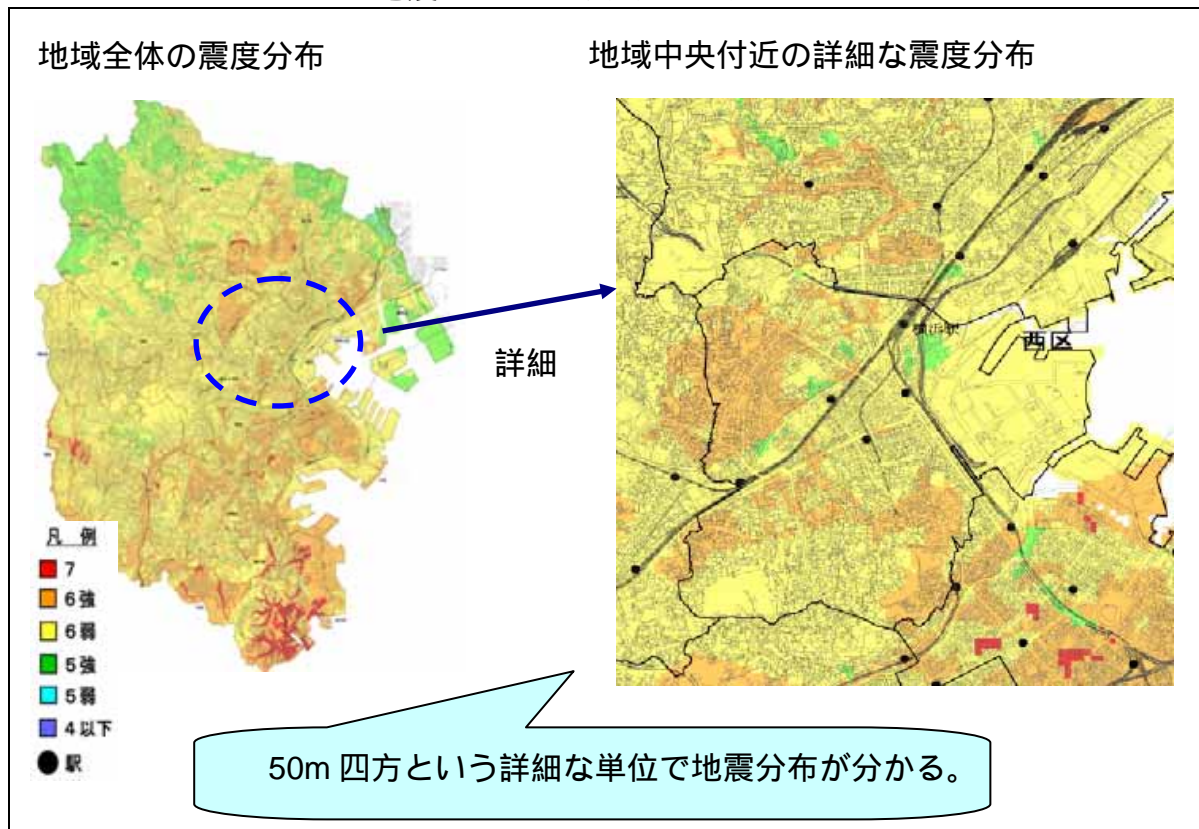 地域全体の震度分布
地域中央付近の詳細な震度分布
詳細
横浜駅
西区
凡 例
7
6強
6弱
5強
5弱
4以下
駅
50m 四方という詳細な単位で地震分布が分かる。